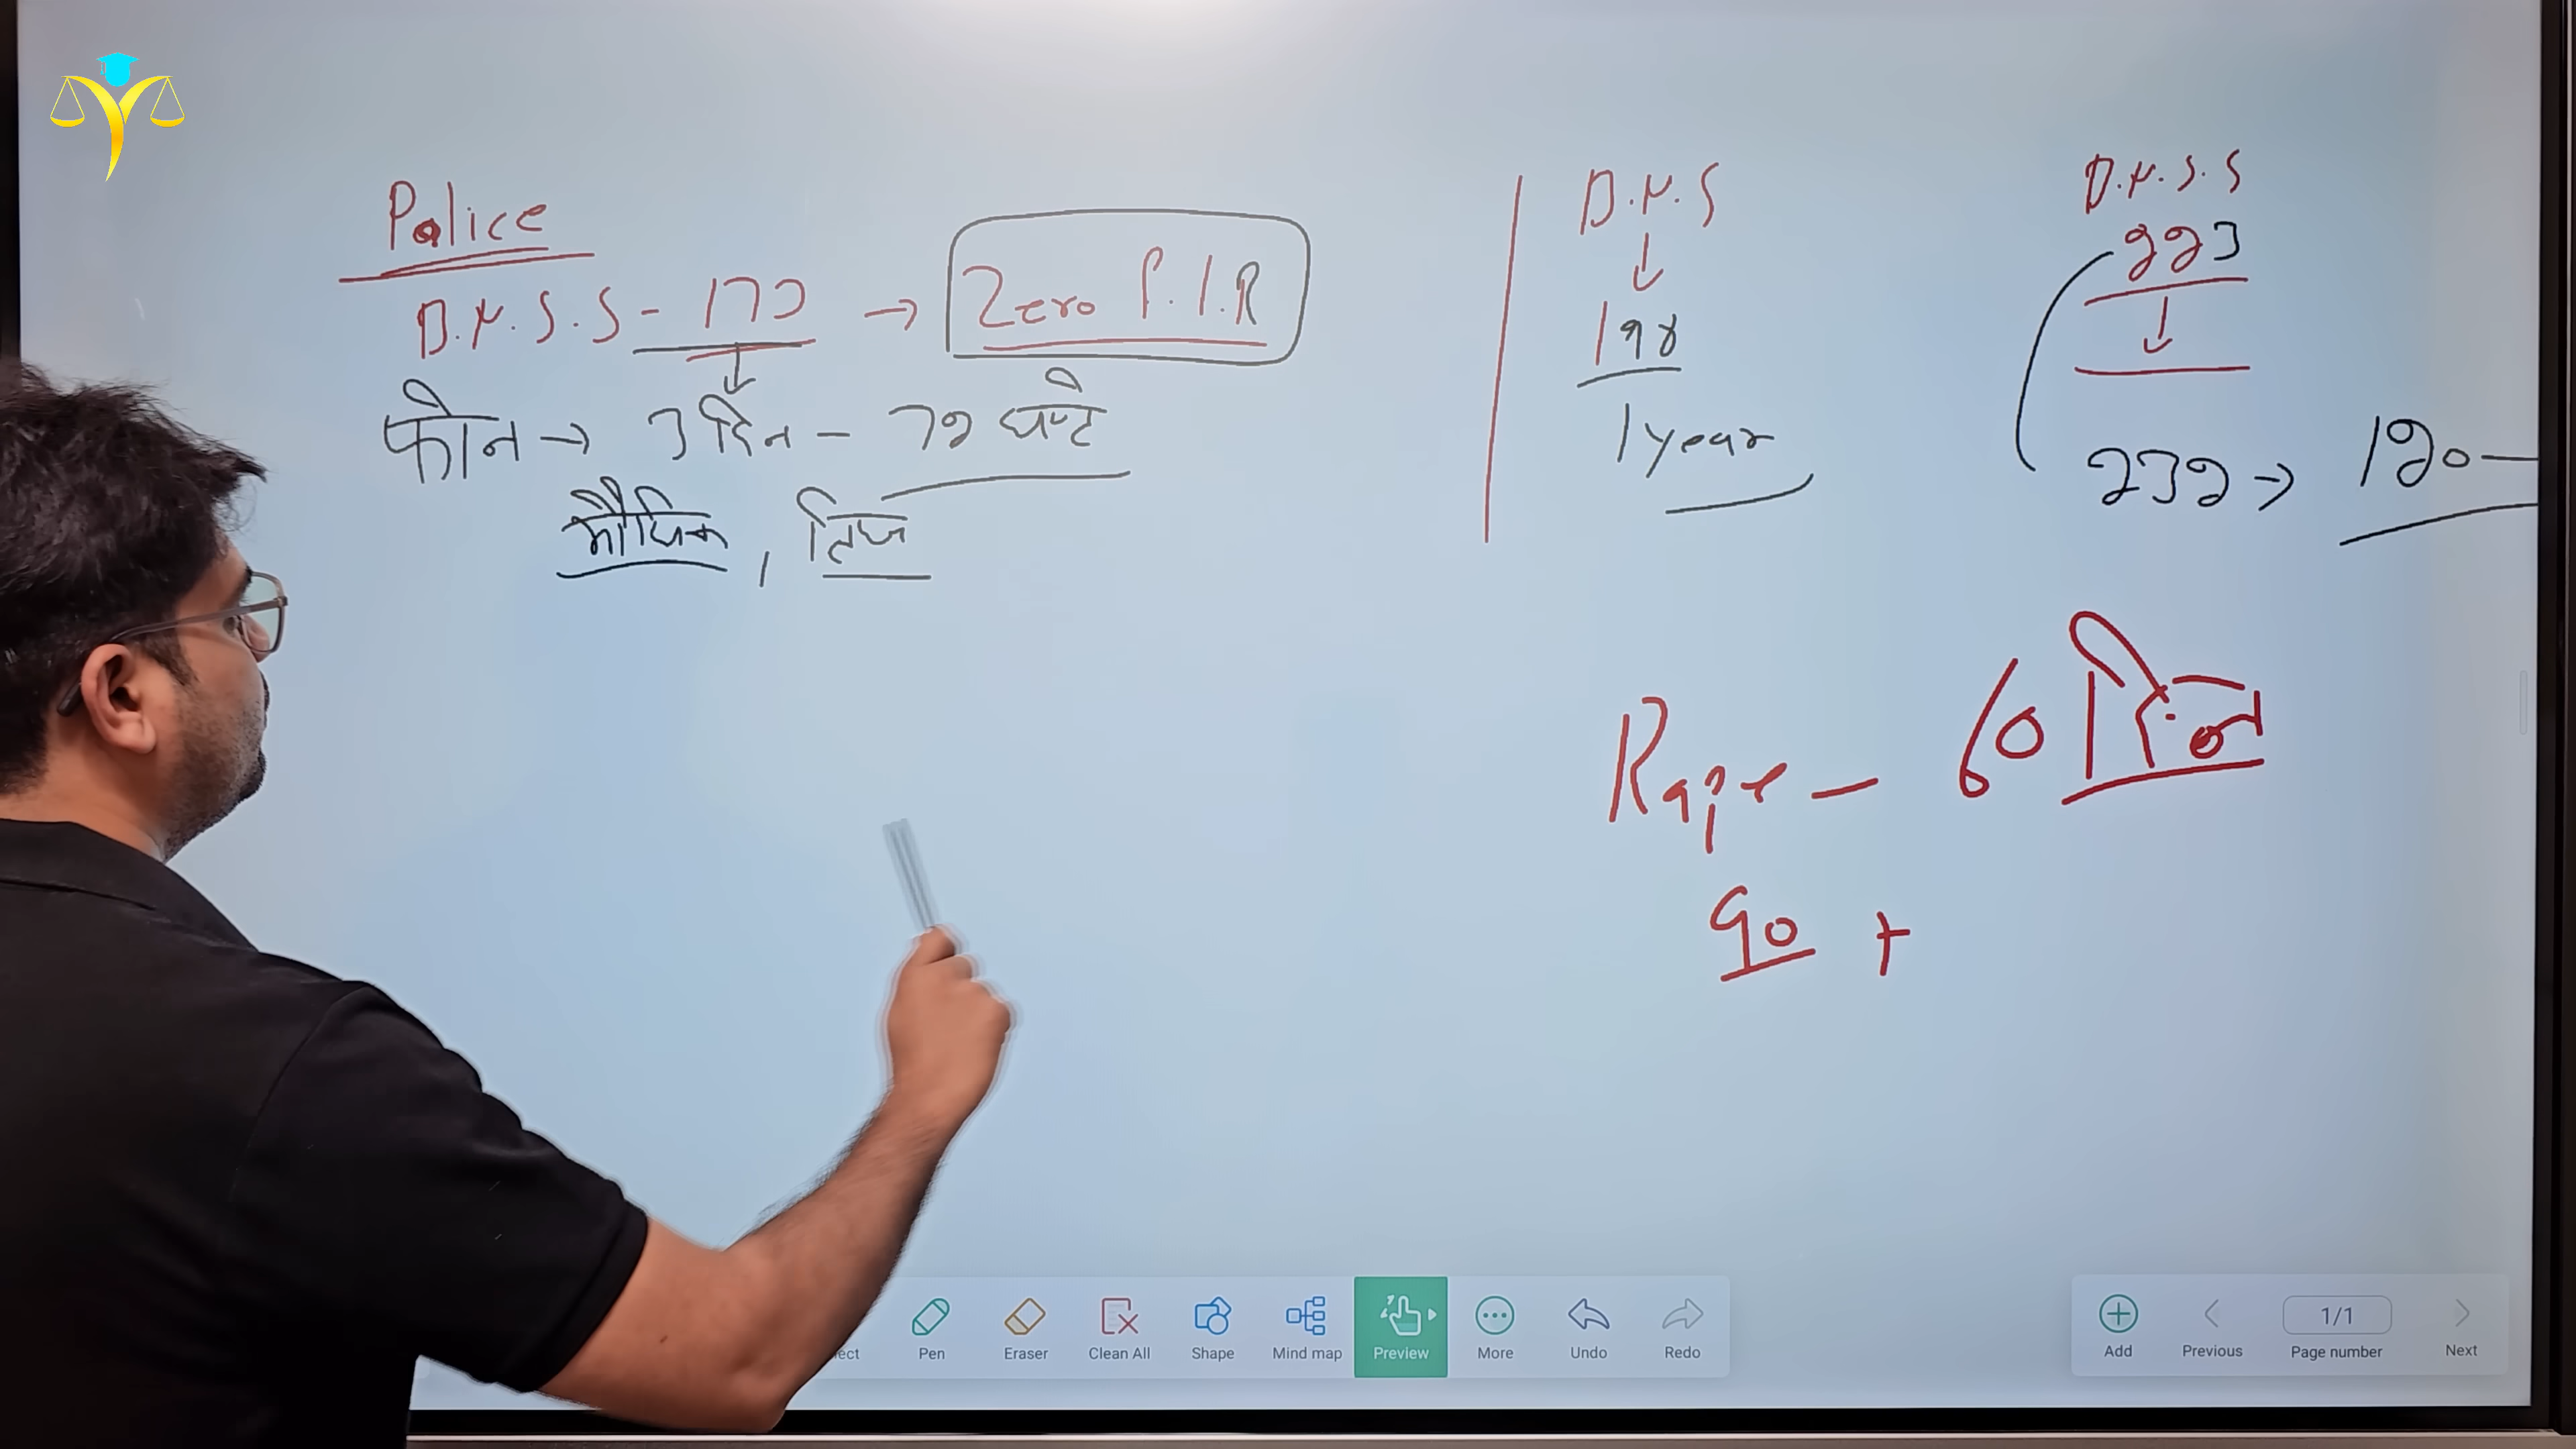 Police
B.N.S.S - 173 → Zero F.I.R
फोन → 3 दिन - 72 घण्टे
मौखिक, लिख
B.N.S
198
1 year
B.N.S.S
223
232 → 120 —
Rape - 60 दिन
90 +
Pen
Eraser
Clean All
Shape
Mind map
Preview
More
Undo
Redo
Add
Previous
1/1
Page number
Next